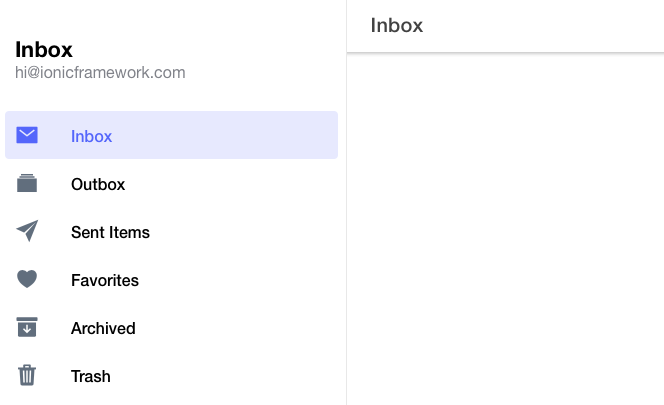 Inbox
hi@ionicframework.com
Inbox
Outbox
Sent Items
Favorites
Archived
Trash
Inbox